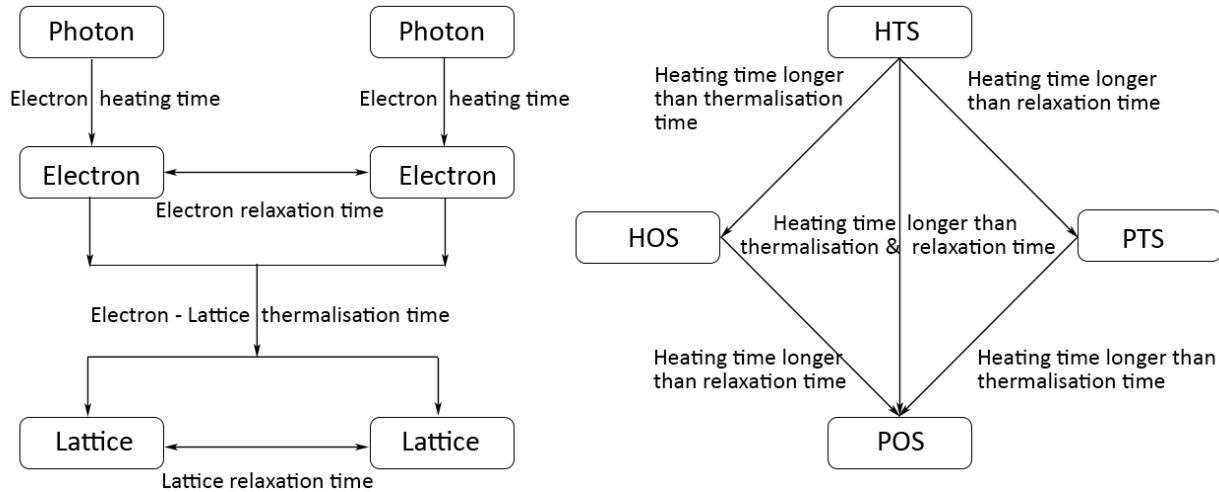 Photon
Photon
Electron heating time
Electron heating time
Electron
Electron
Electron relaxation time
Electron - Lattice thermalisation time
Lattice
Lattice
Lattice relaxation time
HTS
Heating time longer
than thermalisation
time
Heating time longer
than relaxation time
HOS
Heating time longer than
thermalisation & relaxation time
PTS
Heating time longer
than relaxation time
Heating time longer than
thermalisation time
POS